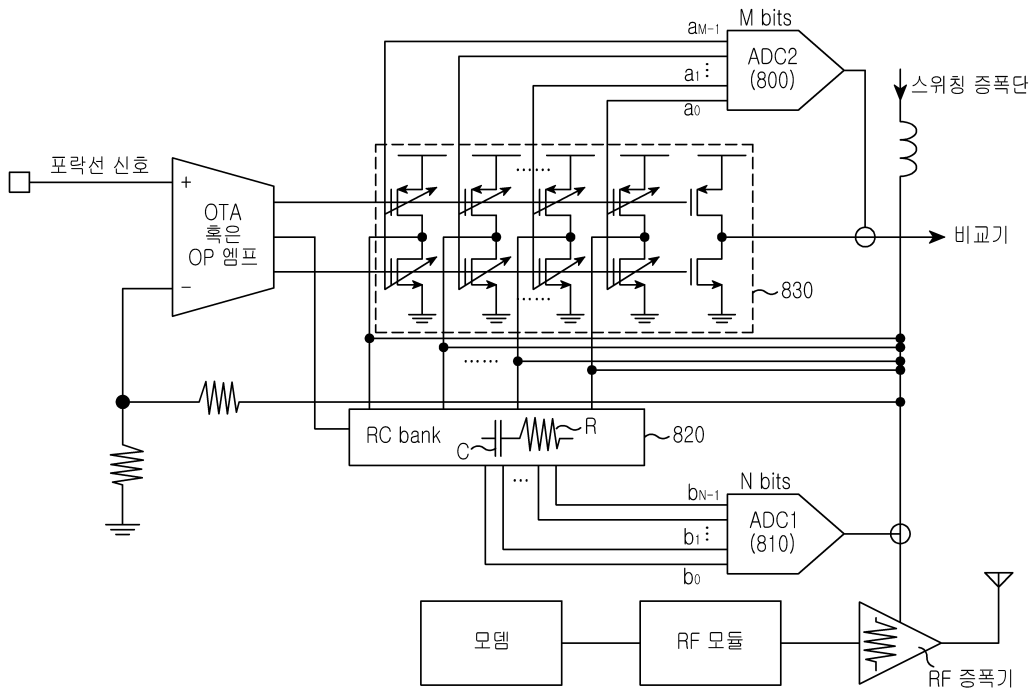 M bits
aM-1
a1
a0
ADC2
(800)
스위칭 증폭단
포락선 신호
+
OTA
혹은
OP 엠프
−
비교기
830
RC bank
C
R
820
N bits
bN-1
b1
b0
ADC1
(810)
모뎀
RF 모듈
RF 증폭기